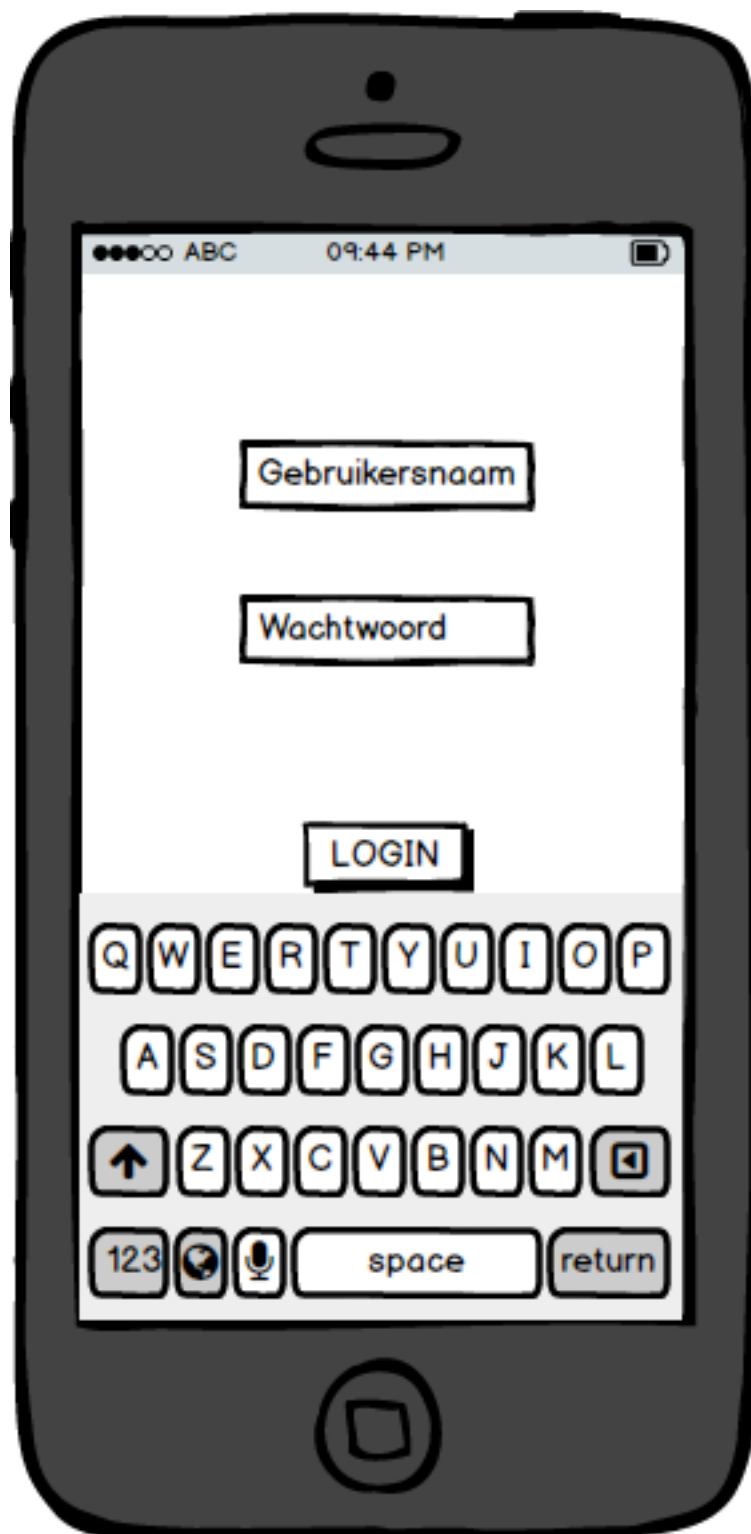 ABC 09:44 PM
Gebruikersnaam
Wachtwoord
LOGIN
Q W E R T Y U I O P
A S D F G H J K L
Z X C V B N M
123 space return